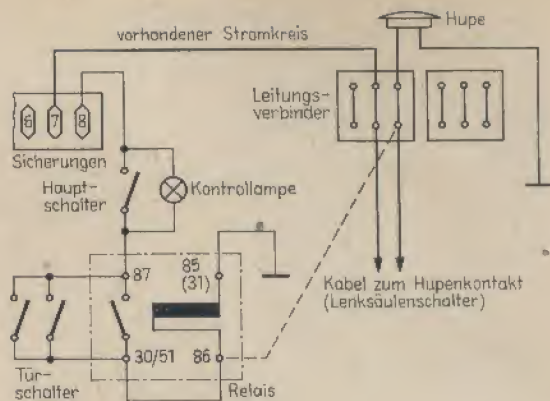 vorhandener Stromkreis
Hupe
6
7
8
Sicherungen
Leitungs-
verbinder
Haupt-
schalter
Kontrollampe
87
85
(31)
Kabel zum Hupenkontakt
(Lenksäulenschalter)
30/51
86
Tür-
schalter
Relais